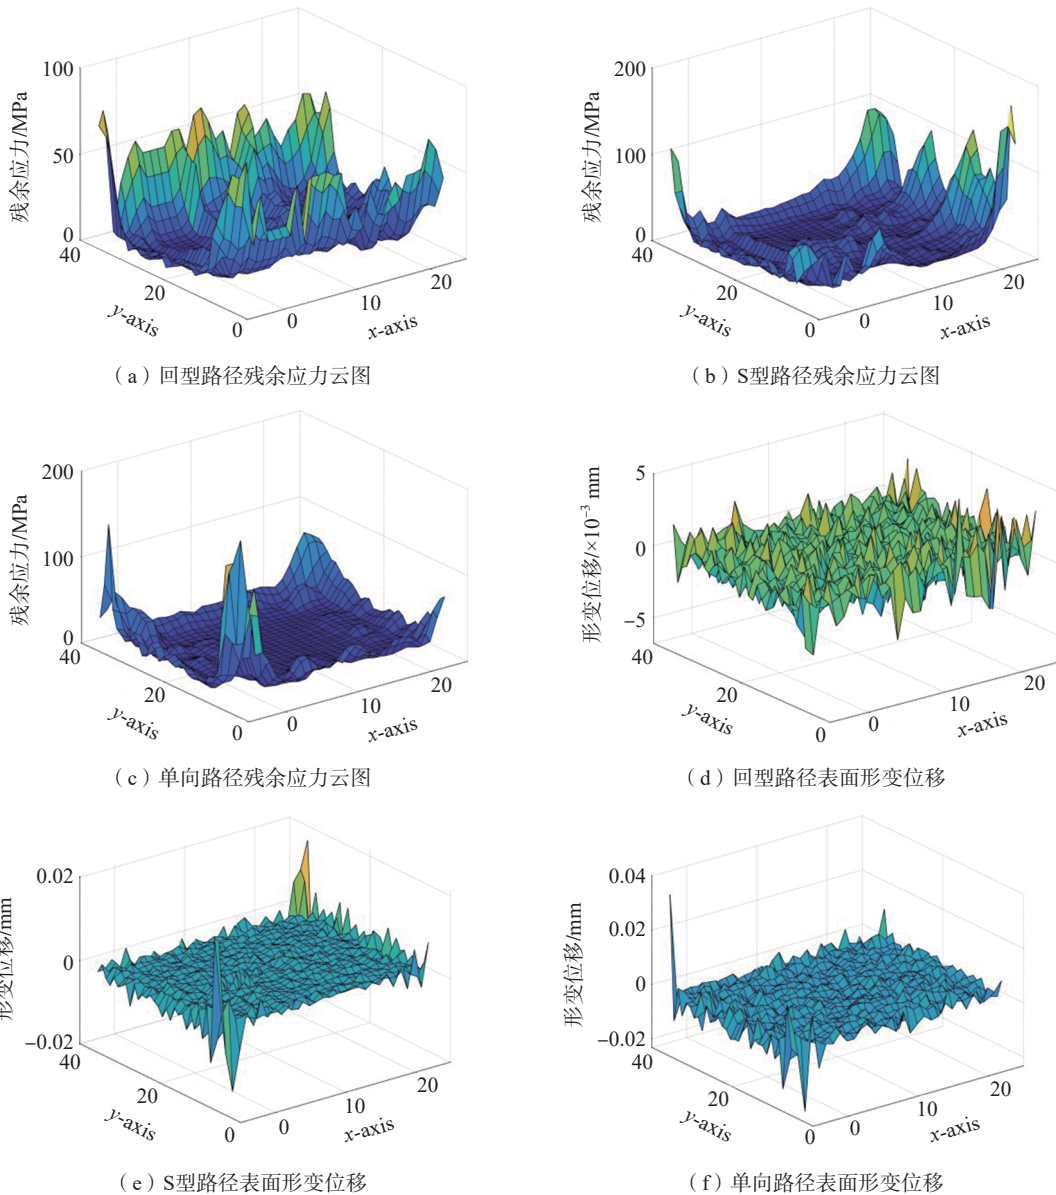 100
50
0
残余应力/MPa
40
20
0
y-axis
0
10
20
x-axis
（a）回型路径残余应力云图
200
100
0
残余应力/MPa
40
20
0
y-axis
0
10
20
x-axis
（b）S型路径残余应力云图
200
100
0
残余应力/MPa
40
20
0
y-axis
0
10
20
x-axis
（c）单向路径残余应力云图
5
0
−5
形变位移/×10⁻³ mm
20
0
y-axis
0
10
20
x-axis
（d）回型路径表面形变位移
0.02
0
−0.02
形变位移/mm
40
20
0
y-axis
0
10
20
x-axis
（e）S型路径表面形变位移
0.04
0.02
0
−0.02
形变位移/mm
40
20
0
y-axis
0
10
20
x-axis
（f）单向路径表面形变位移